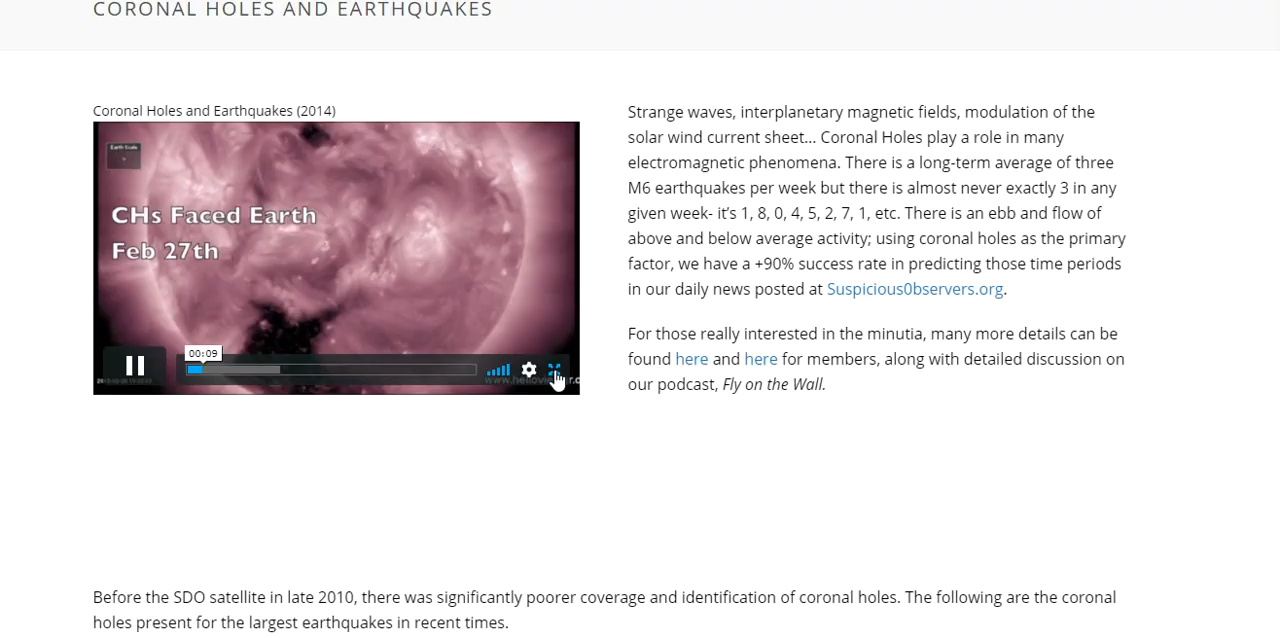 CORONAL HOLES AND EARTHQUAKES
Coronal Holes and Earthquakes (2014)
CHs Faced Earth
Feb 27th
00:09
Strange waves, interplanetary magnetic fields, modulation of the
solar wind current sheet... Coronal Holes play a role in many
electromagnetic phenomena. There is a long-term average of three
M6 earthquakes per week but there is almost never exactly 3 in any
given week- it's 1, 8, 0, 4, 5, 2, 7, 1, etc. There is an ebb and flow of
above and below average activity; using coronal holes as the primary
factor, we have a +90% success rate in predicting those time periods
in our daily news posted at Suspicious0bservers.org.
For those really interested in the minutia, many more details can be
found here and here for members, along with detailed discussion on
our podcast, Fly on the Wall.
Before the SDO satellite in late 2010, there was significantly poorer coverage and identification of coronal holes. The following are the coronal
holes present for the largest earthquakes in recent times.